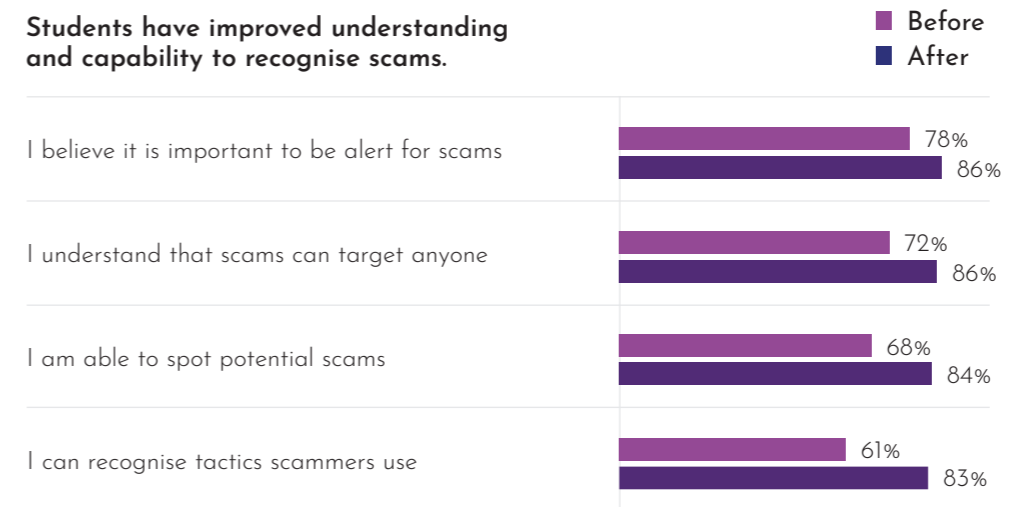 Students have improved understanding
and capability to recognise scams.
Before
After
I believe it is important to be alert for scams
78%
86%
I understand that scams can target anyone
72%
86%
I am able to spot potential scams
68%
84%
I can recognise tactics scammers use
61%
83%